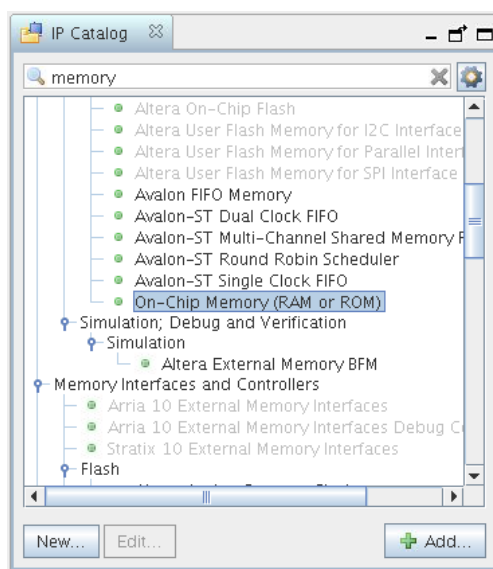 IP Catalog
memory
Altera On-Chip Flash
Altera User Flash Memory for I2C Interface
Altera User Flash Memory for Parallel
Altera User Flash Memory for SPI Interface
Avalon FIFO Memory
Avalon-ST Dual Clock FIFO
Avalon-ST Multi-Channel Shared Memory
Avalon-ST Round Robin Scheduler
Avalon-ST Single Clock FIFO
On-Chip Memory (RAM or ROM)
Simulation; Debug and Verification
Simulation
Altera External Memory BFM
Memory Interfaces and Controllers
Arria 10 External Memory Interfaces
Arria 10 External Memory Interfaces Debug
Stratix 10 External Memory Interfaces
Flash
New...
Edit...
Add...